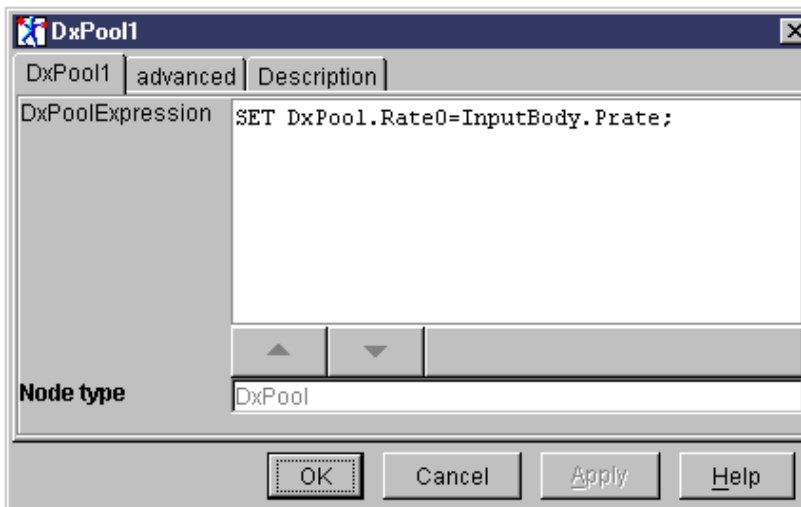 DxPool1
DxPool1 advanced Description
DxPoolExpression SET DxPool.Rate0=InputBody.Prate;
Node type DxPool
OK Cancel Apply Help